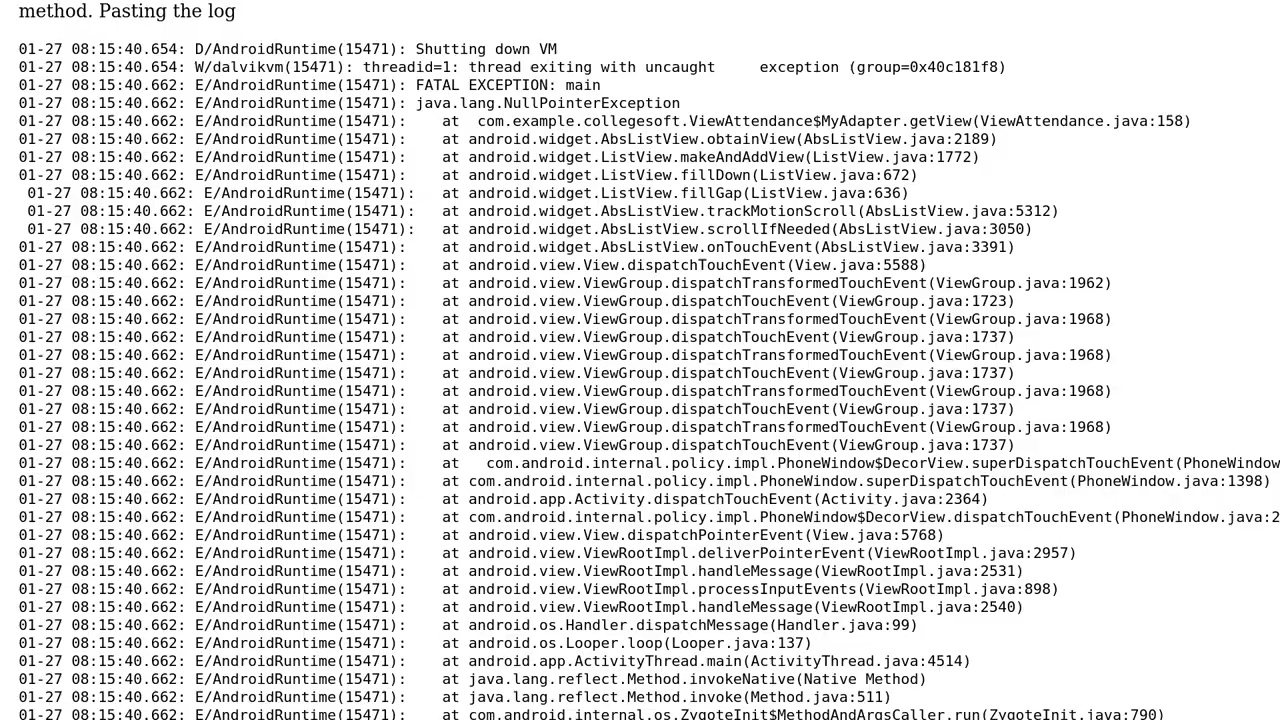 method. Pasting the log
01-27 08:15:40.654: D/AndroidRuntime(15471): Shutting down VM
01-27 08:15:40.654: W/dalvikvm(15471): threadid=1: thread exiting with uncaught     exception (group=0x40c181f8)
01-27 08:15:40.662: E/AndroidRuntime(15471): FATAL EXCEPTION: main
01-27 08:15:40.662: E/AndroidRuntime(15471): java.lang.NullPointerException
01-27 08:15:40.662: E/AndroidRuntime(15471):    at  com.example.collegesoft.ViewAttendance$MyAdapter.getView(ViewAttendance.java:158)
01-27 08:15:40.662: E/AndroidRuntime(15471):    at android.widget.AbsListView.obtainView(AbsListView.java:2189)
01-27 08:15:40.662: E/AndroidRuntime(15471):    at android.widget.ListView.makeAndAddView(ListView.java:1772)
01-27 08:15:40.662: E/AndroidRuntime(15471):    at android.widget.ListView.fillDown(ListView.java:672)
 01-27 08:15:40.662: E/AndroidRuntime(15471):   at android.widget.ListView.fillGap(ListView.java:636)
 01-27 08:15:40.662: E/AndroidRuntime(15471):   at android.widget.AbsListView.trackMotionScroll(AbsListView.java:5312)
 01-27 08:15:40.662: E/AndroidRuntime(15471):   at android.widget.AbsListView.scrollIfNeeded(AbsListView.java:3050)
01-27 08:15:40.662: E/AndroidRuntime(15471):    at android.widget.AbsListView.onTouchEvent(AbsListView.java:3391)
01-27 08:15:40.662: E/AndroidRuntime(15471):    at android.view.View.dispatchTouchEvent(View.java:5588)
01-27 08:15:40.662: E/AndroidRuntime(15471):    at android.view.ViewGroup.dispatchTransformedTouchEvent(ViewGroup.java:1962)
01-27 08:15:40.662: E/AndroidRuntime(15471):    at android.view.ViewGroup.dispatchTouchEvent(ViewGroup.java:1723)
01-27 08:15:40.662: E/AndroidRuntime(15471):    at android.view.ViewGroup.dispatchTransformedTouchEvent(ViewGroup.java:1968)
01-27 08:15:40.662: E/AndroidRuntime(15471):    at android.view.ViewGroup.dispatchTouchEvent(ViewGroup.java:1737)
01-27 08:15:40.662: E/AndroidRuntime(15471):    at android.view.ViewGroup.dispatchTransformedTouchEvent(ViewGroup.java:1968)
01-27 08:15:40.662: E/AndroidRuntime(15471):    at android.view.ViewGroup.dispatchTouchEvent(ViewGroup.java:1737)
01-27 08:15:40.662: E/AndroidRuntime(15471):    at android.view.ViewGroup.dispatchTransformedTouchEvent(ViewGroup.java:1968)
01-27 08:15:40.662: E/AndroidRuntime(15471):    at android.view.ViewGroup.dispatchTouchEvent(ViewGroup.java:1737)
01-27 08:15:40.662: E/AndroidRuntime(15471):    at android.view.ViewGroup.dispatchTransformedTouchEvent(ViewGroup.java:1968)
01-27 08:15:40.662: E/AndroidRuntime(15471):    at android.view.ViewGroup.dispatchTouchEvent(ViewGroup.java:1737)
01-27 08:15:40.662: E/AndroidRuntime(15471):    at   com.android.internal.policy.impl.PhoneWindow$DecorView.superDispatchTouchEvent(PhoneWindow
01-27 08:15:40.662: E/AndroidRuntime(15471):    at com.android.internal.policy.impl.PhoneWindow.superDispatchTouchEvent(PhoneWindow.java:1398)
01-27 08:15:40.662: E/AndroidRuntime(15471):    at android.app.Activity.dispatchTouchEvent(Activity.java:2364)
01-27 08:15:40.662: E/AndroidRuntime(15471):    at com.android.internal.policy.impl.PhoneWindow$DecorView.dispatchTouchEvent(PhoneWindow.java:2
01-27 08:15:40.662: E/AndroidRuntime(15471):    at android.view.View.dispatchPointerEvent(View.java:5768)
01-27 08:15:40.662: E/AndroidRuntime(15471):    at android.view.ViewRootImpl.deliverPointerEvent(ViewRootImpl.java:2957)
01-27 08:15:40.662: E/AndroidRuntime(15471):    at android.view.ViewRootImpl.handleMessage(ViewRootImpl.java:2531)
01-27 08:15:40.662: E/AndroidRuntime(15471):    at android.view.ViewRootImpl.processInputEvents(ViewRootImpl.java:898)
01-27 08:15:40.662: E/AndroidRuntime(15471):    at android.view.ViewRootImpl.handleMessage(ViewRootImpl.java:2540)
01-27 08:15:40.662: E/AndroidRuntime(15471):    at android.os.Handler.dispatchMessage(Handler.java:99)
01-27 08:15:40.662: E/AndroidRuntime(15471):    at android.os.Looper.loop(Looper.java:137)
01-27 08:15:40.662: E/AndroidRuntime(15471):    at android.app.ActivityThread.main(ActivityThread.java:4514)
01-27 08:15:40.662: E/AndroidRuntime(15471):    at java.lang.reflect.Method.invokeNative(Native Method)
01-27 08:15:40.662: E/AndroidRuntime(15471):    at java.lang.reflect.Method.invoke(Method.java:511)
01-27 08:15:40.662: E/AndroidRuntime(15471):    at com.android.internal.os.ZygoteInit$MethodAndArgsCaller.run(ZygoteInit.java:790)